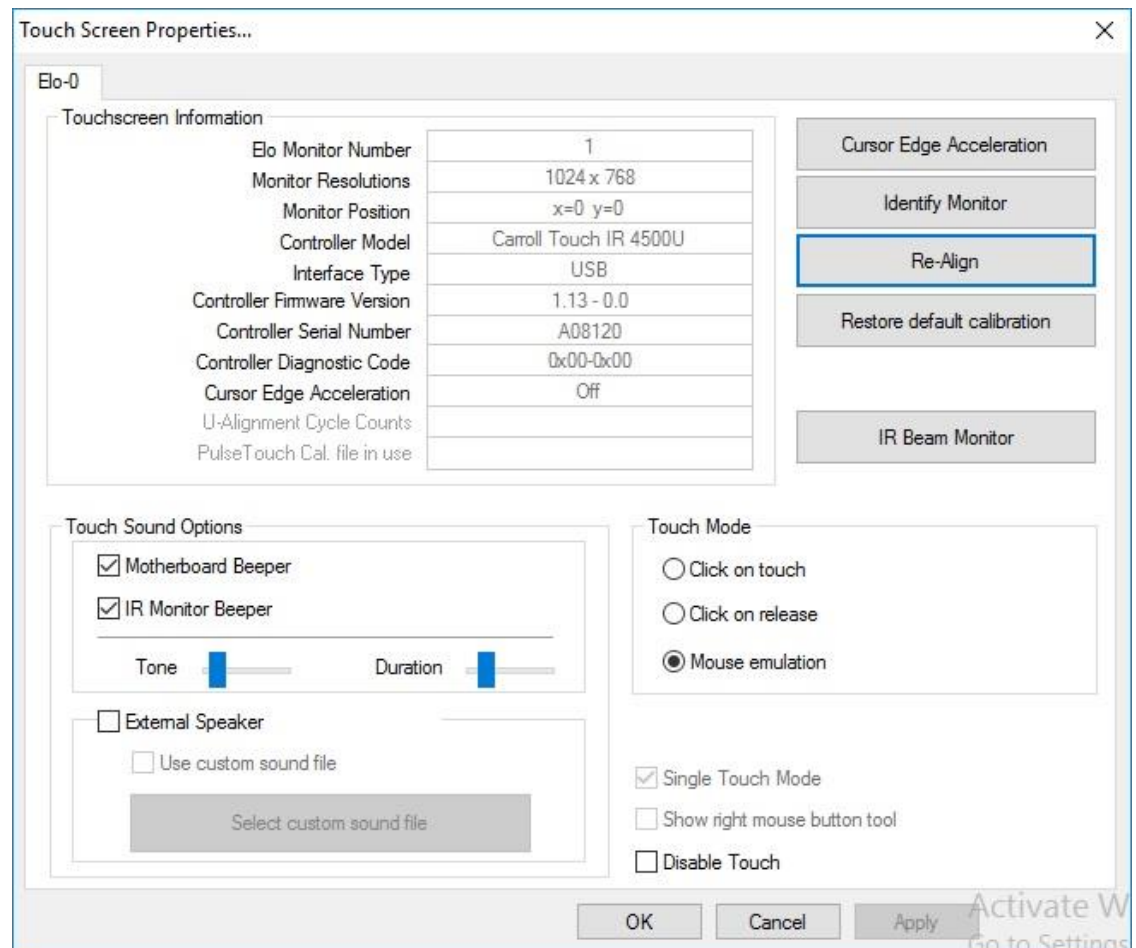 Touch Screen Properties...
Elo-0
Touchscreen Information
Elo Monitor Number 1
Monitor Resolutions 1024 x 768
Monitor Position x=0 y=0
Controller Model Carroll Touch IR 4500U
Interface Type USB
Controller Firmware Version 1.13 - 0.0
Controller Serial Number A08120
Controller Diagnostic Code 0x00-0x00
Cursor Edge Acceleration Off
U-Alignment Cycle Counts
PulseTouch Cal. file in use
Cursor Edge Acceleration
Identify Monitor
Re-Align
Restore default calibration
IR Beam Monitor
Touch Sound Options
Motherboard Beeper
IR Monitor Beeper
Tone Duration
External Speaker
Use custom sound file
Select custom sound file
Touch Mode
Click on touch
Click on release
Mouse emulation
Single Touch Mode
Show right mouse button tool
Disable Touch
OK Cancel Apply
Activate W
Go to Settings